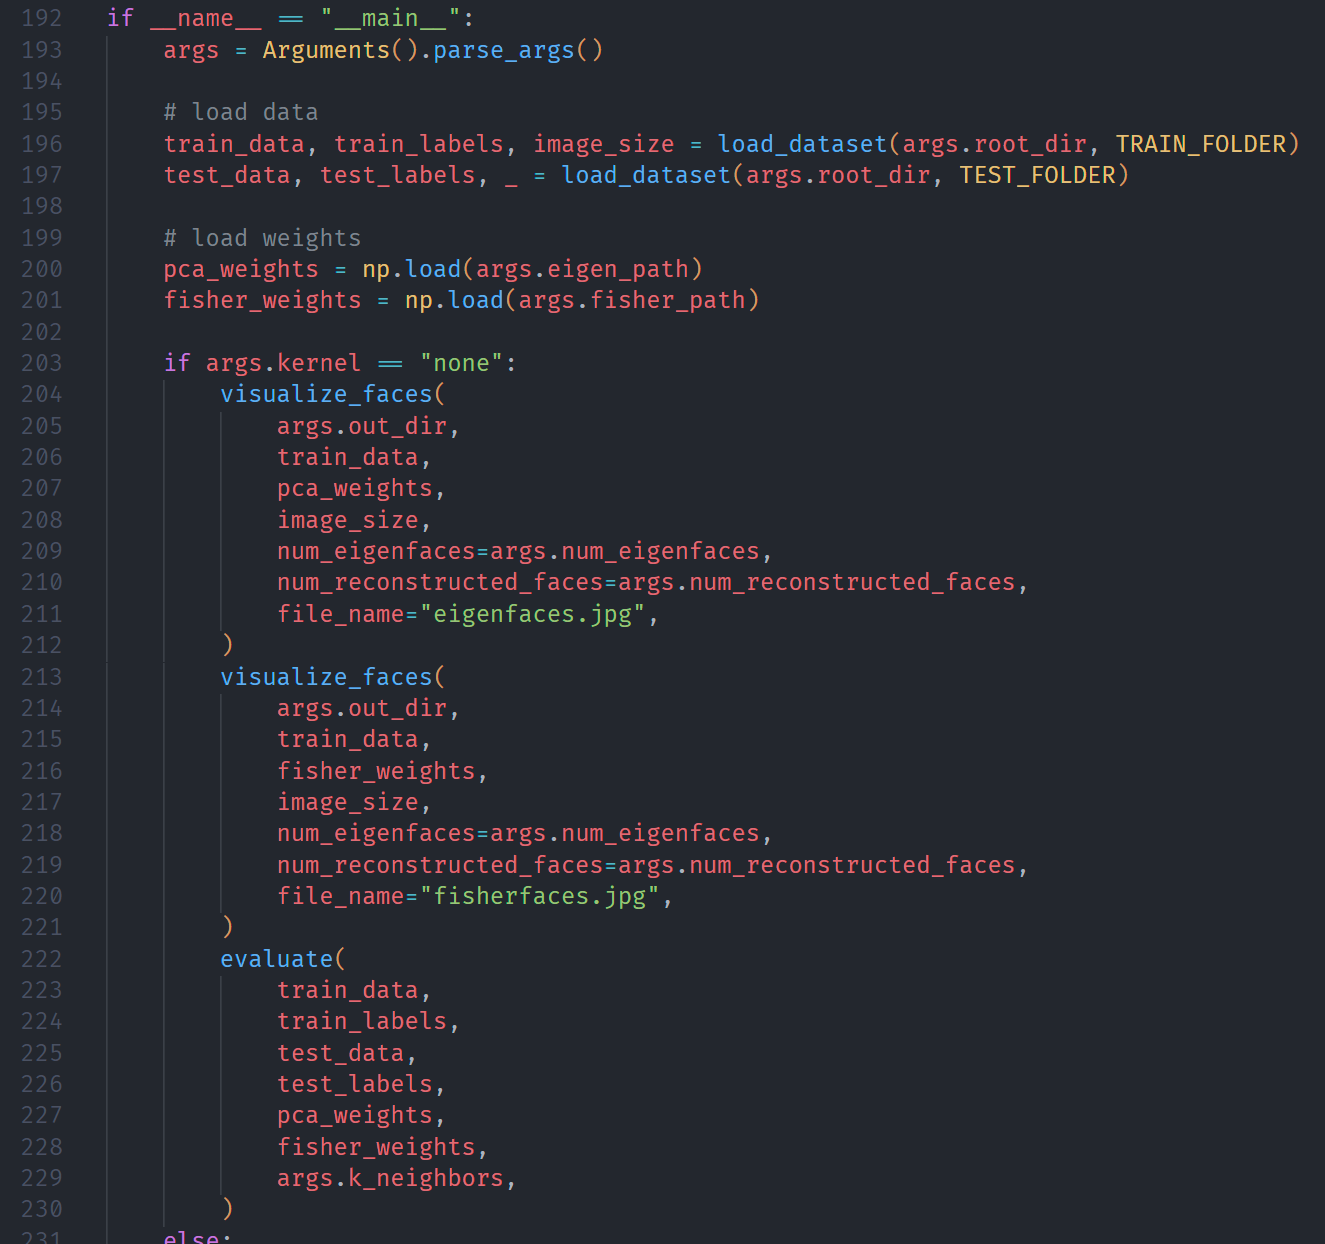 192 if __name__ == "__main__":
193 args = Arguments().parse_args()
194
195 # load data
196 train_data, train_labels, image_size = load_dataset(args.root_dir, TRAIN_FOLDER)
197 test_data, test_labels, _ = load_dataset(args.root_dir, TEST_FOLDER)
198
199 # load weights
200 pca_weights = np.load(args.eigen_path)
201 fisher_weights = np.load(args.fisher_path)
202
203 if args.kernel == "none":
204 visualize_faces(
205 args.out_dir,
206 train_data,
207 pca_weights,
208 image_size,
209 num_eigenfaces=args.num_eigenfaces,
210 num_reconstructed_faces=args.num_reconstructed_faces,
211 file_name="eigenfaces.jpg",
212 )
213 visualize_faces(
214 args.out_dir,
215 train_data,
216 fisher_weights,
217 image_size,
218 num_eigenfaces=args.num_eigenfaces,
219 num_reconstructed_faces=args.num_reconstructed_faces,
220 file_name="fisherfaces.jpg",
221 )
222 evaluate(
223 train_data,
224 train_labels,
225 test_data,
226 test_labels,
227 pca_weights,
228 fisher_weights,
229 args.k_neighbors,
230 )
231 else: